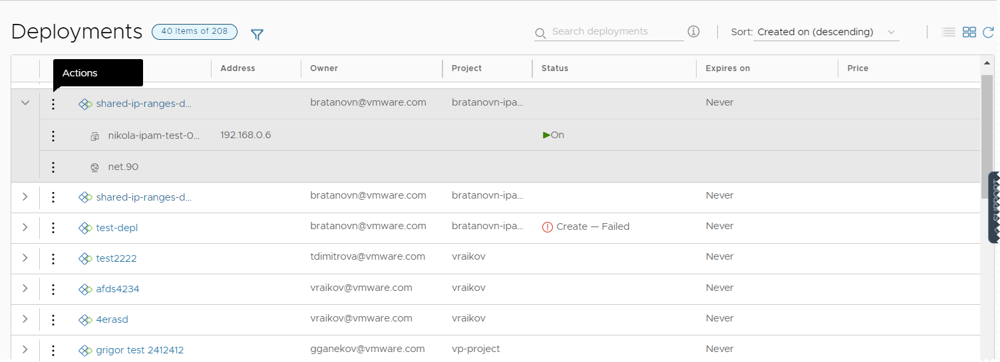 Deployments 40 Items of 208 Search deployments Sort: Created on (descending)
Actions Address Owner Project Status Expires on Price
shared-ip-ranges-d... bratanovn@vmware.com bratanovn-ipa... Never
nikola-ipam-test-0... 192.168.0.6 On
net.90
shared-ip-ranges-d... bratanovn@vmware.com bratanovn-ipa... Never
test-depl bratanovn@vmware.com bratanovn-ipa... Create — Failed Never
test2222 tdimitrova@vmware.com vraikov Never
afds4234 vraikov@vmware.com vraikov Never
4erasd vraikov@vmware.com vraikov Never
grigor test 2412412 gganekov@vmware.com vp-project Never
SUPPORT